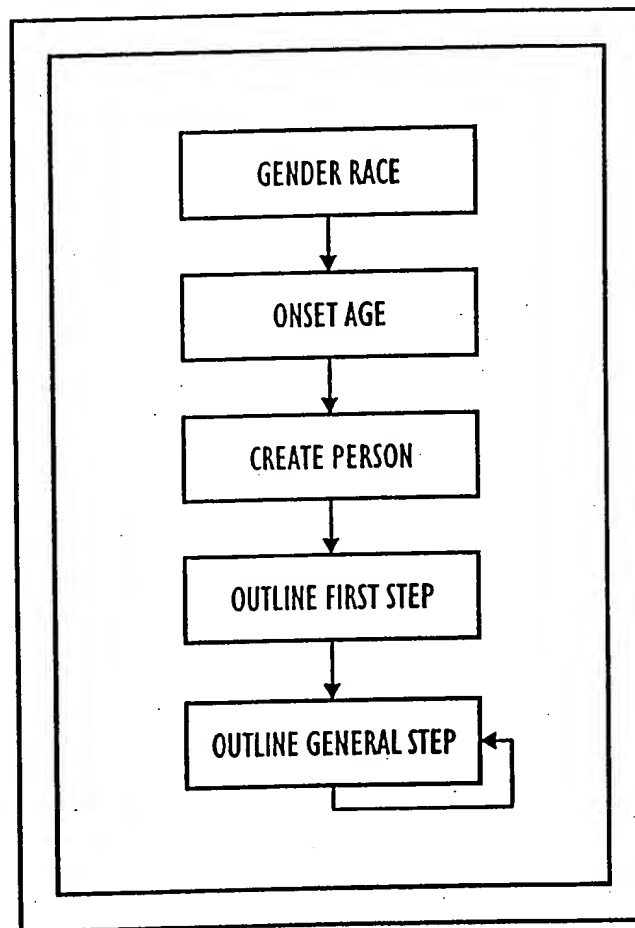 GENDER RACE
ONSET AGE
CREATE PERSON
OUTLINE FIRST STEP
OUTLINE GENERAL STEP